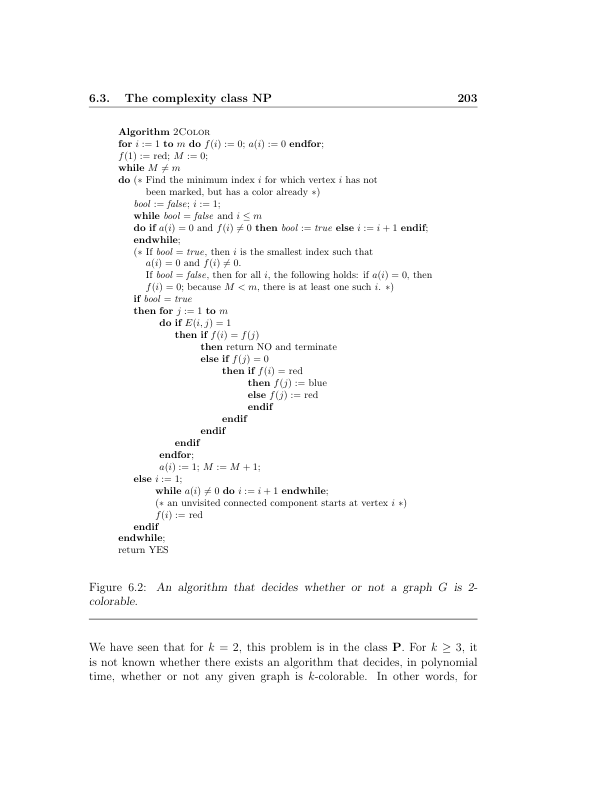 6.3. The complexity class NP 203
Algorithm 2Color
for i := 1 to m do f(i) := 0; a(i) := 0 endfor;
f(1) := red; M := 0;
while M ≠ m
do (∗ Find the minimum index i for which vertex i has not
been marked, but has a color already ∗)
bool := false; i := 1;
while bool = false and i ≤ m
do if a(i) = 0 and f(i) ≠ 0 then bool := true else i := i + 1 endif;
endwhile;
(∗ If bool = true, then i is the smallest index such that
a(i) = 0 and f(i) ≠ 0.
If bool = false, then for all i, the following holds: if a(i) = 0, then
f(i) = 0; because M < m, there is at least one such i. ∗)
if bool = true
then for j := 1 to m
do if E(i, j) = 1
then if f(i) = f(j)
then return NO and terminate
else if f(j) = 0
then if f(i) = red
then f(j) := blue
else f(j) := red
endif
endif
endif
endif
endfor;
a(i) := 1; M := M + 1;
else i := 1;
while a(i) ≠ 0 do i := i + 1 endwhile;
(∗ an unvisited connected component starts at vertex i ∗)
f(i) := red
endif
endwhile;
return YES
Figure 6.2: An algorithm that decides whether or not a graph G is 2-
colorable.
We have seen that for k = 2, this problem is in the class P. For k ≥ 3, it
is not known whether there exists an algorithm that decides, in polynomial
time, whether or not any given graph is k-colorable. In other words, for